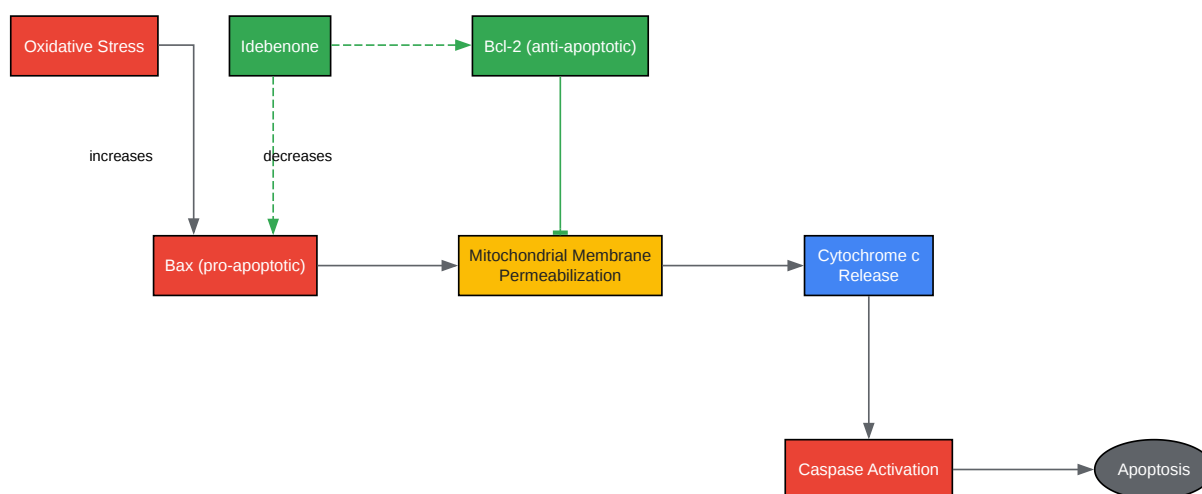 Oxidative Stress
Idebenone
Bcl-2 (anti-apoptotic)
increases
decreases
Bax (pro-apoptotic)
Mitochondrial Membrane
Permeabilization
Cytochrome c
Release
Caspase Activation
Apoptosis